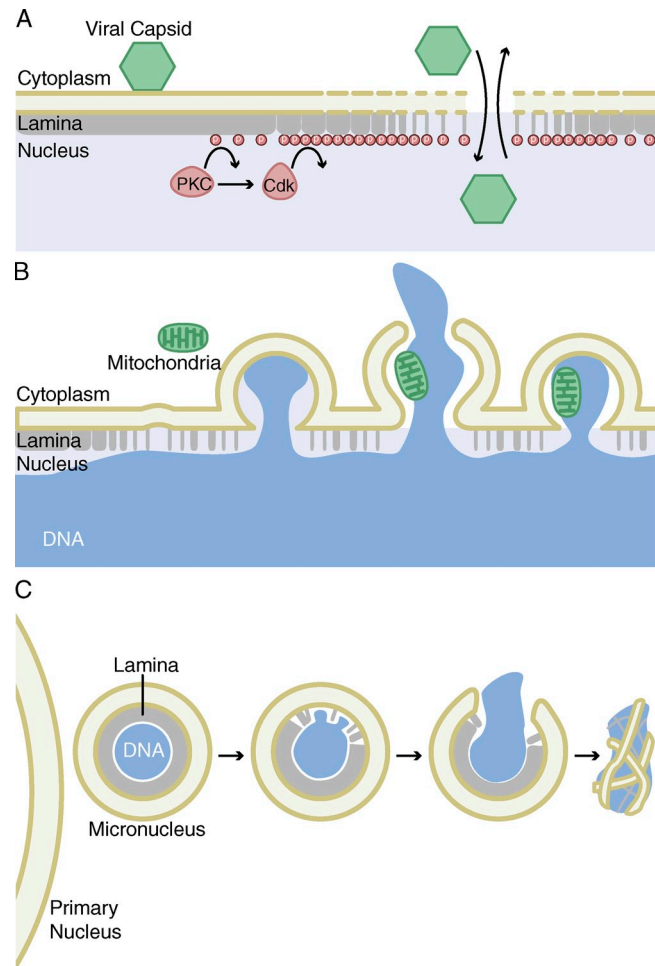 A
Viral Capsid
Cytoplasm
Lamina
Nucleus
PKC
Cdk
B
Mitochondria
Cytoplasm
Lamina
Nucleus
DNA
C
Lamina
DNA
Micronucleus
Primary
Nucleus